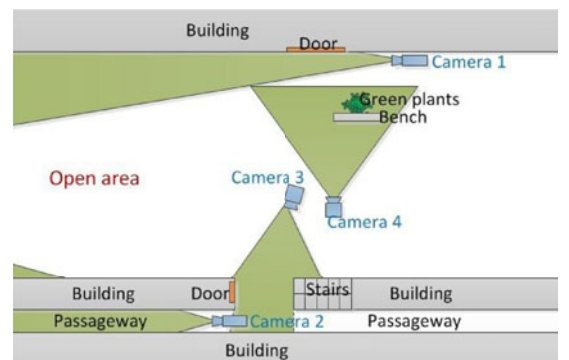 Building
Door
Camera 1
Green plants
Bench
Open area
Camera 3
Camera 4
Building
Door
Stairs
Building
Passageway
Camera 2
Passageway
Building